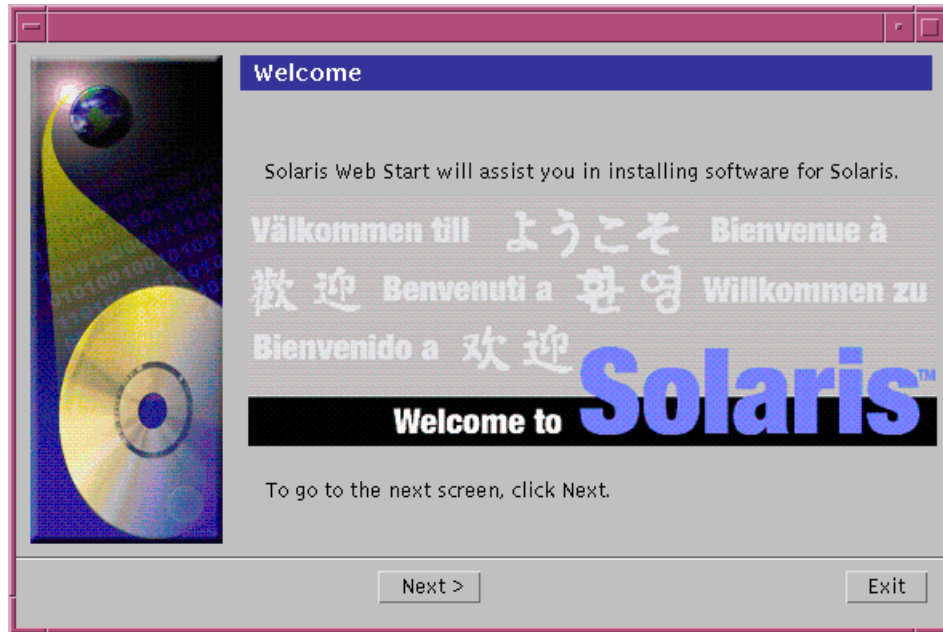 Welcome
Solaris Web Start will assist you in installing software for Solaris.
Välkommen till ようこそ Bienvenue à
歡迎 Benvenuti a 환영 Willkommen zu
Bienvenido a 欢迎
Welcome to Solaris™
To go to the next screen, click Next.
Next > Exit